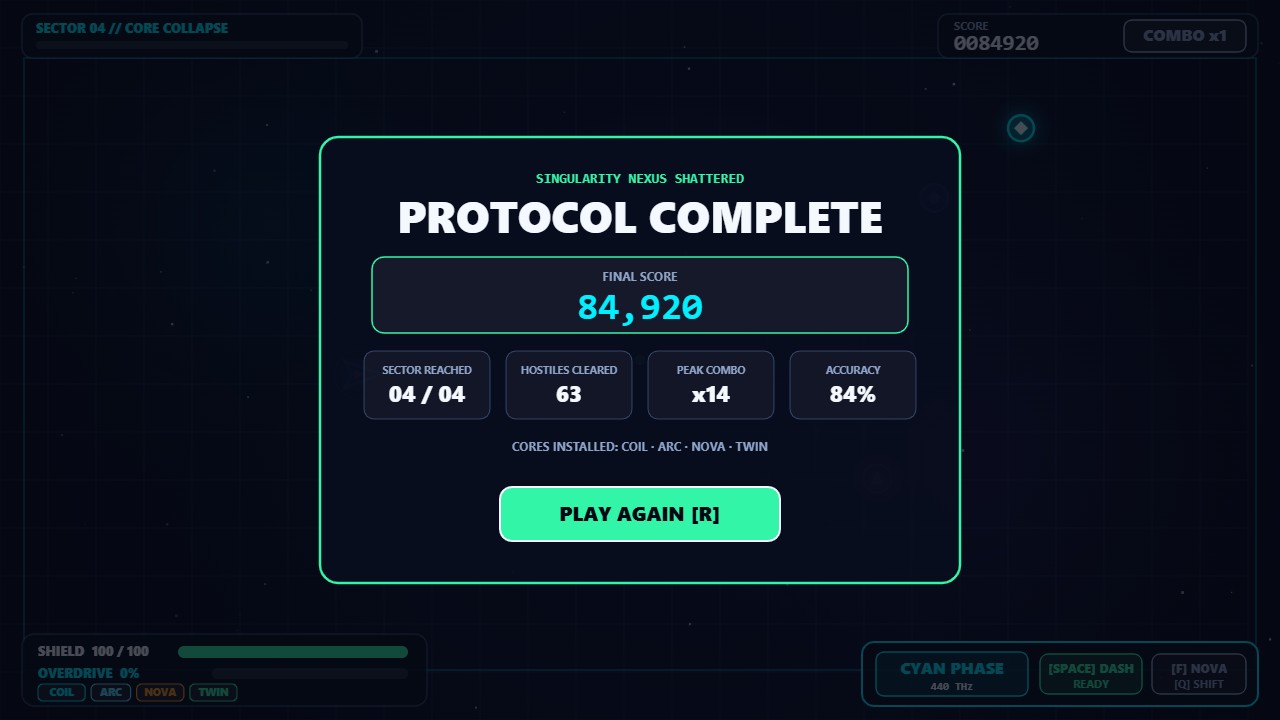 SECTOR 04 // CORE COLLAPSE
SCORE
0084920
COMBO x1
SINGULARITY NEXUS SHATTERED
PROTOCOL COMPLETE
FINAL SCORE
84,920
SECTOR REACHED
04 / 04
HOSTILES CLEARED
63
PEAK COMBO
x14
ACCURACY
84%
CORES INSTALLED: COIL · ARC · NOVA · TWIN
PLAY AGAIN [R]
SHIELD 100 / 100
OVERDRIVE 0%
COIL ARC NOVA TWIN
CYAN PHASE
440 THz
[SPACE] DASH
READY
[F] NOVA
[Q] SHIFT